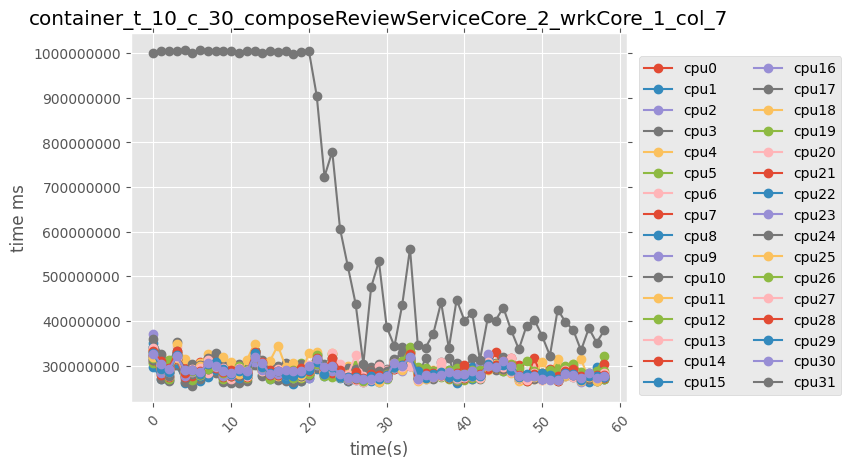 container_t_10_c_30_composeReviewServiceCore_2_wrkCore_1_col_7
time ms
1000000000
900000000
800000000
700000000
600000000
500000000
400000000
300000000
0 10 20 30 40 50 60
time(s)
cpu0 cpu16
cpu1 cpu17
cpu2 cpu18
cpu3 cpu19
cpu4 cpu20
cpu5 cpu21
cpu6 cpu22
cpu7 cpu23
cpu8 cpu24
cpu9 cpu25
cpu10 cpu26
cpu11 cpu27
cpu12 cpu28
cpu13 cpu29
cpu14 cpu30
cpu15 cpu31